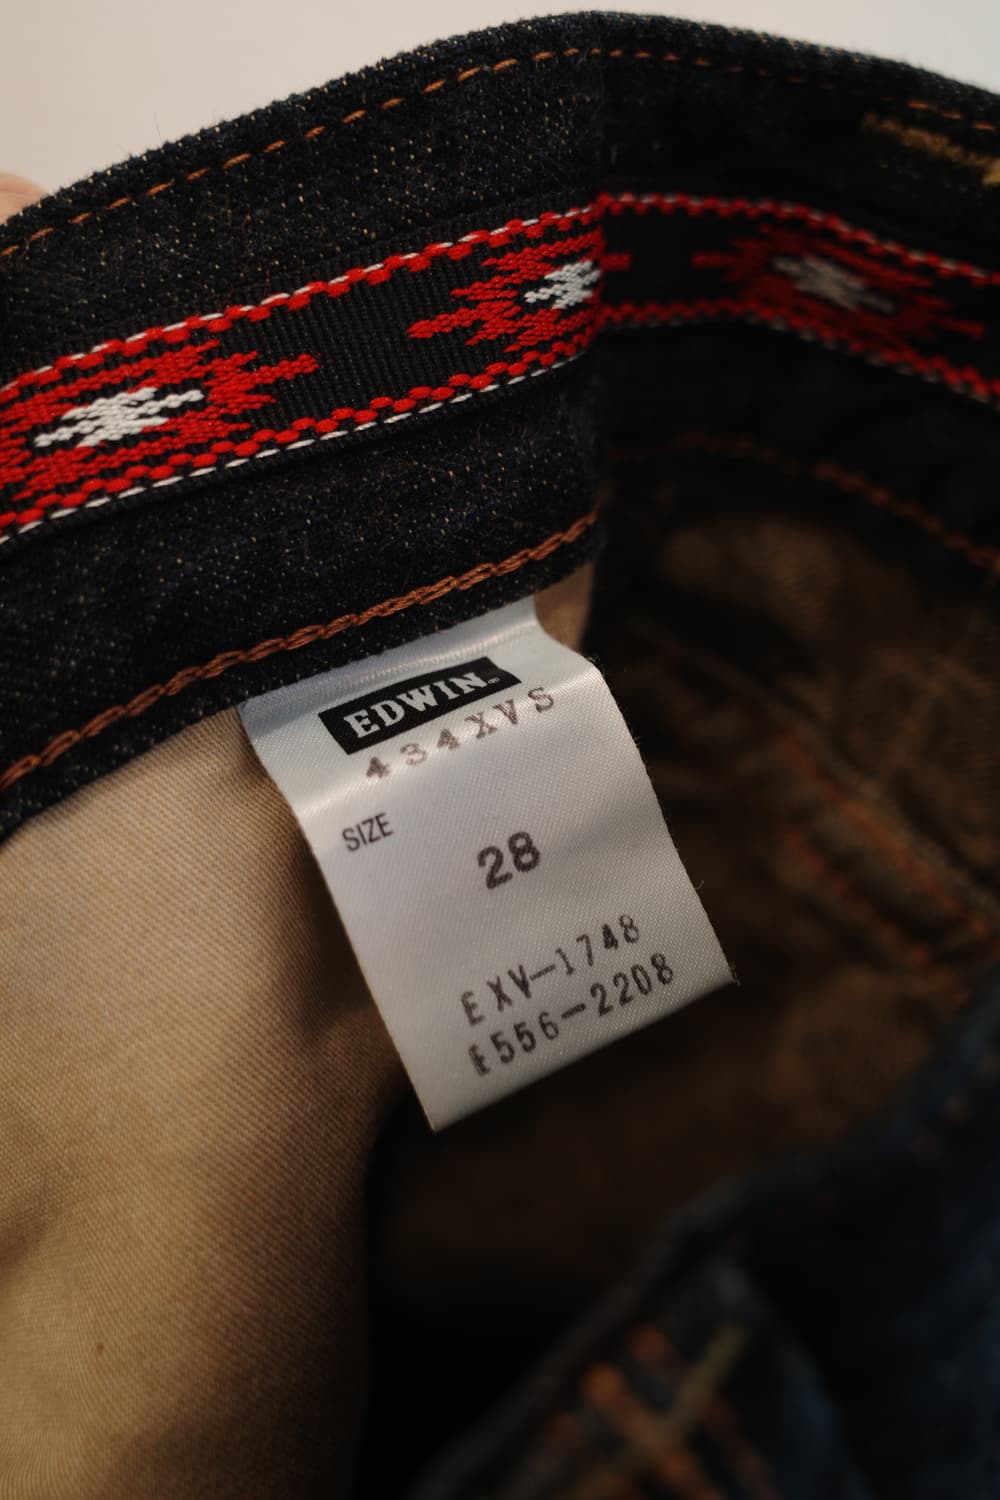 EDWIN
434XVS
SIZE
28
EXV-1748
E556-2208